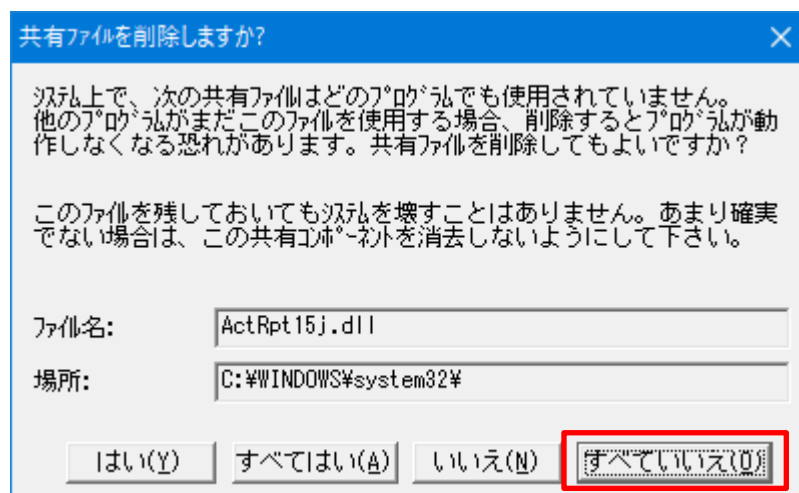 共有ﾌｧｲﾙを削除しますか?
ｼｽﾃﾑ上で、次の共有ﾌｧｲﾙはどのﾌﾟﾛｸﾞﾗﾑでも使用されていません。
他のﾌﾟﾛｸﾞﾗﾑがまだこのﾌｧｲﾙを使用する場合、削除するとﾌﾟﾛｸﾞﾗﾑが動
作しなくなる恐れがあります。共有ﾌｧｲﾙを削除してもよいですか？
このﾌｧｲﾙを残しておいてもｼｽﾃﾑを壊すことはありません。あまり確実
でない場合は、この共有ｺﾝﾎﾟｰﾈﾝﾄを消去しないようにして下さい。
ﾌｧｲﾙ名: ActRpt15j.dll
場所: C:¥WINDOWS¥system32¥
はい(Y) すべてはい(A) いいえ(N) すべていいえ(O)